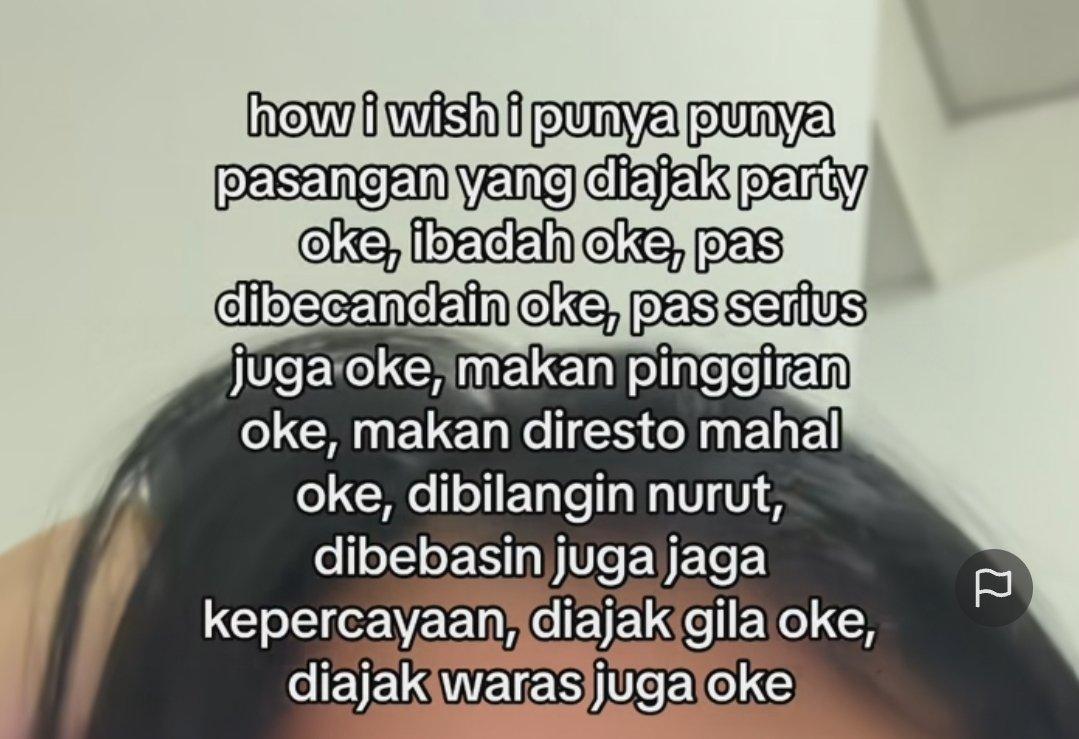 how i wish i punya punya
pasangan yang diajak party
oke, ibadah oke, pas
dibecandain oke, pas serius
juga oke, makan pinggiran
oke, makan diresto mahal
oke, dibilangin nurut,
dibebasin juga jaga
kepercayaan, diajak gila oke,
diajak waras juga oke